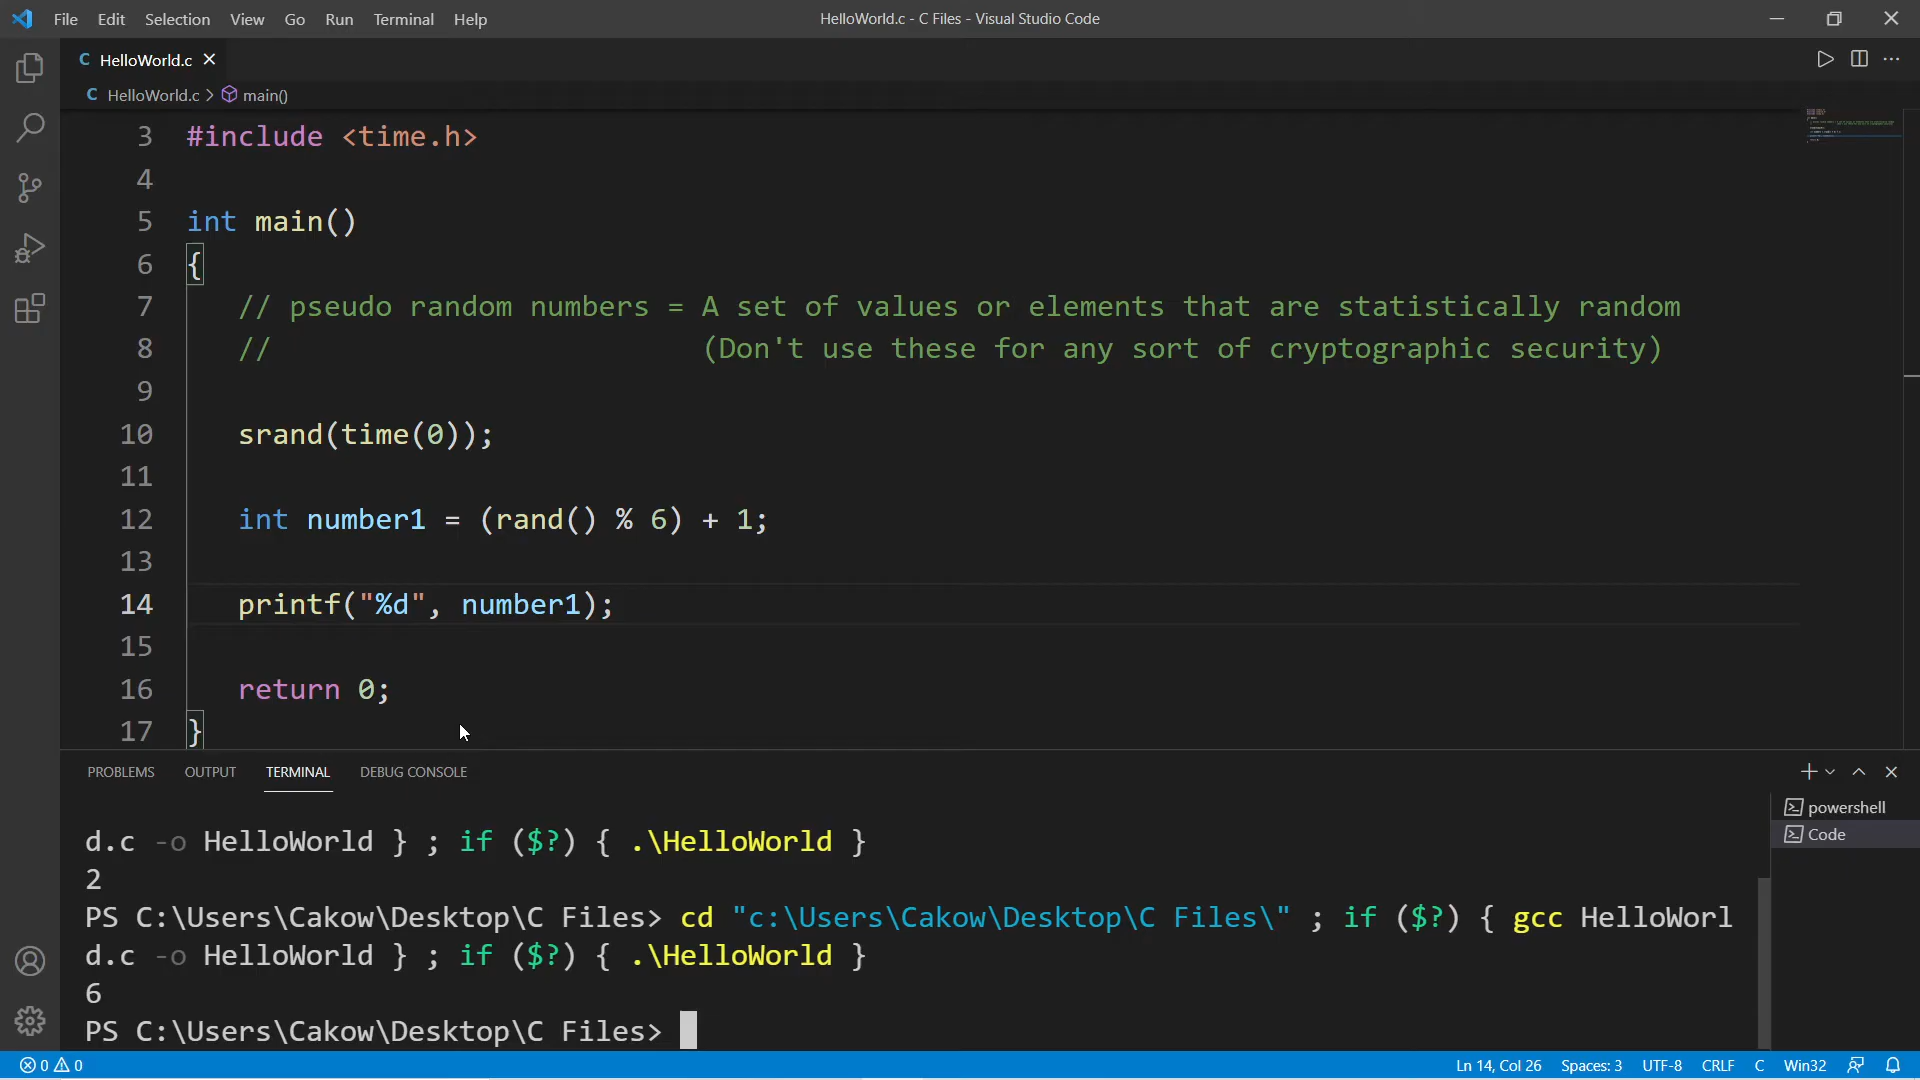 File Edit Selection View Go Run Terminal Help
HelloWorld.c - C Files - Visual Studio Code
C HelloWorld.c
C HelloWorld.c > main()
3 #include <time.h>
4
5 int main()
6 {
7 // pseudo random numbers = A set of values or elements that are statistically random
8 // (Don't use these for any sort of cryptographic security)
9
10 srand(time(0));
11
12 int number1 = (rand() % 6) + 1;
13
14 printf("%d", number1);
15
16 return 0;
17 }
PROBLEMS OUTPUT TERMINAL DEBUG CONSOLE
powershell
Code
d.c -o HelloWorld } ; if ($?) { .\HelloWorld }
2
PS C:\Users\Cakow\Desktop\C Files> cd "c:\Users\Cakow\Desktop\C Files\" ; if ($?) { gcc HelloWorl
d.c -o HelloWorld } ; if ($?) { .\HelloWorld }
6
PS C:\Users\Cakow\Desktop\C Files>
0 0 Ln 14, Col 26 Spaces: 3 UTF-8 CRLF C Win32